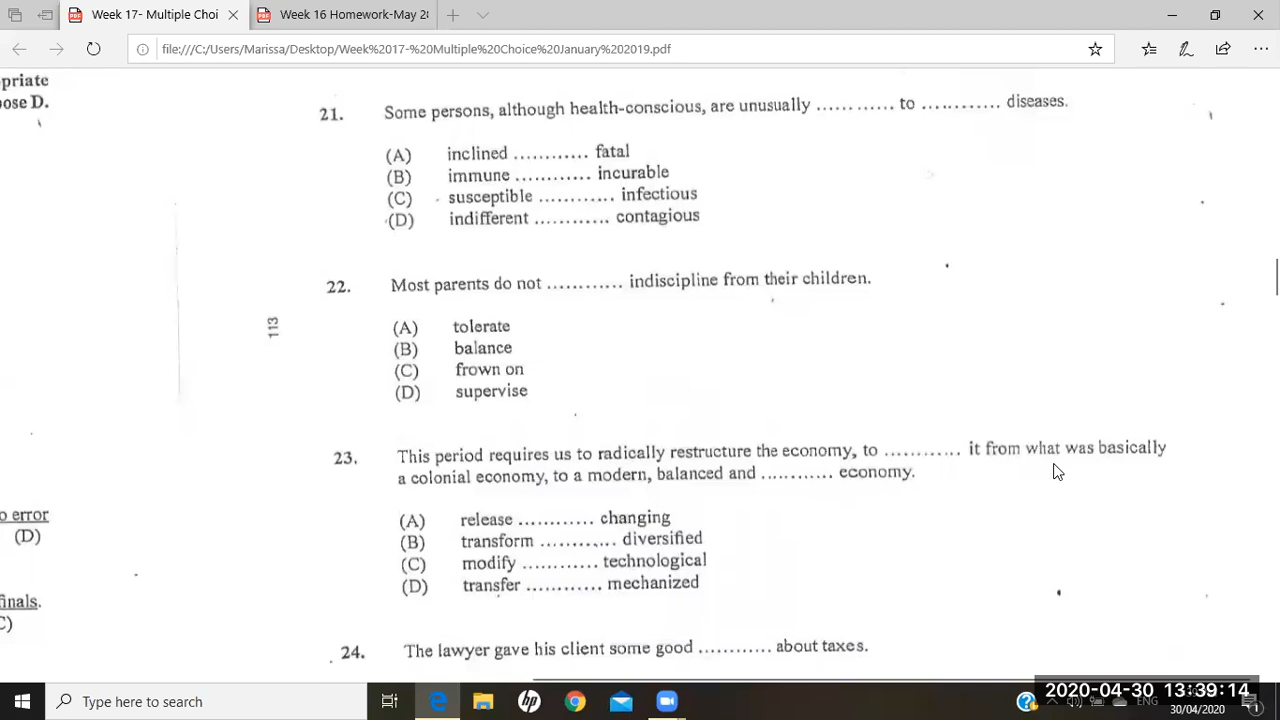 Week 17- Multiple Choi
Week 16 Homework-May 28
file:///C:/Users/Marissa/Desktop/Week%2017-%20Multiple%20Choice%20January%202019.pdf
priate
pose D.
21. Some persons, although health-conscious, are unusually ............ to ............ diseases.
(A) inclined ............ fatal
(B) immune ............ incurable
(C) susceptible ............ infectious
(D) indifferent ............ contagious
22. Most parents do not ............ indiscipline from their children.
113
(A) tolerate
(B) balance
(C) frown on
(D) supervise
23. This period requires us to radically restructure the economy, to ............ it from what was basically
a colonial economy, to a modern, balanced and ............ economy.
o error
(D)
(A) release ............ changing
(B) transform ............ diversified
(C) modify ............ technological
(D) transfer ............ mechanized
finals.
C)
24. The lawyer gave his client some good ............ about taxes.
Type here to search
hp
ENG
2020-04-30 13:39:14
30/04/2020